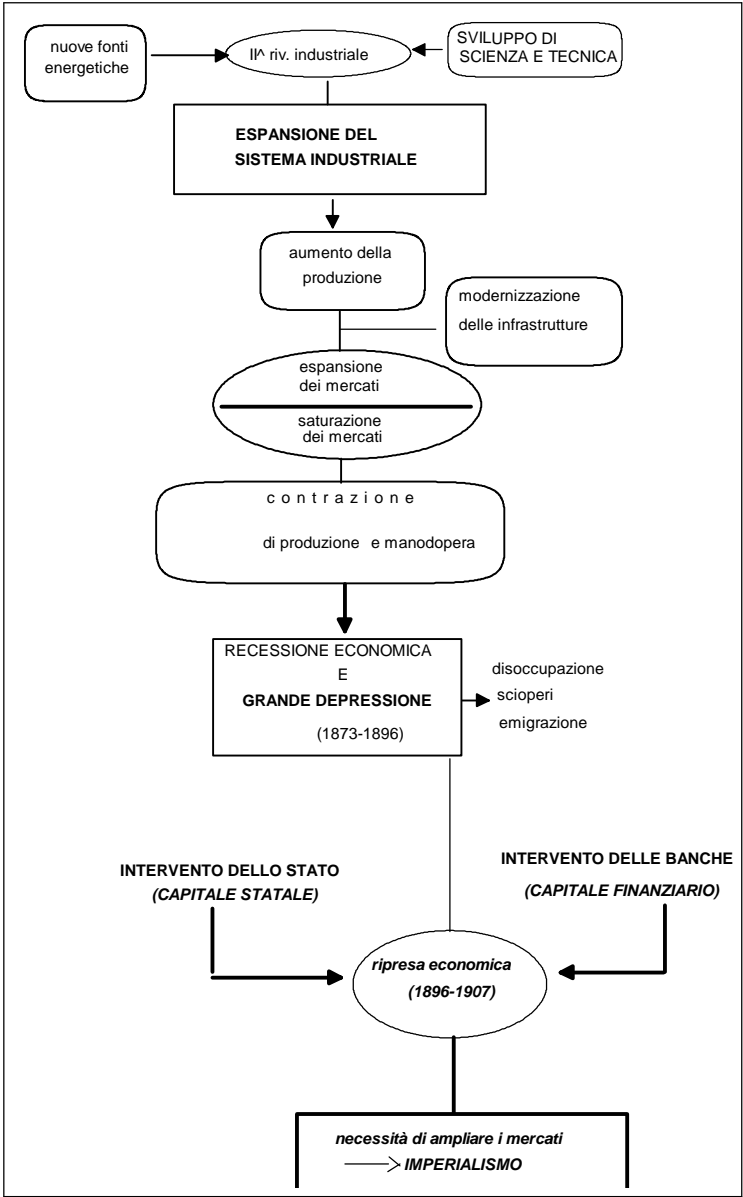 nuove fonti
energetiche
II^ riv. industriale
SVILUPPO DI
SCIENZA E TECNICA
ESPANSIONE DEL
SISTEMA INDUSTRIALE
aumento della
produzione
modernizzazione
delle infrastrutture
espansione
dei mercati
saturazione
dei mercati
contrazione
di produzione e manodopera
RECESSIONE ECONOMICA
E
GRANDE DEPRESSIONE
(1873-1896)
disoccupazione
scioperi
emigrazione
INTERVENTO DELLO STATO
(CAPITALE STATALE)
INTERVENTO DELLE BANCHE
(CAPITALE FINANZIARIO)
ripresa economica
(1896-1907)
necessità di ampliare i mercati
IMPERIALISMO